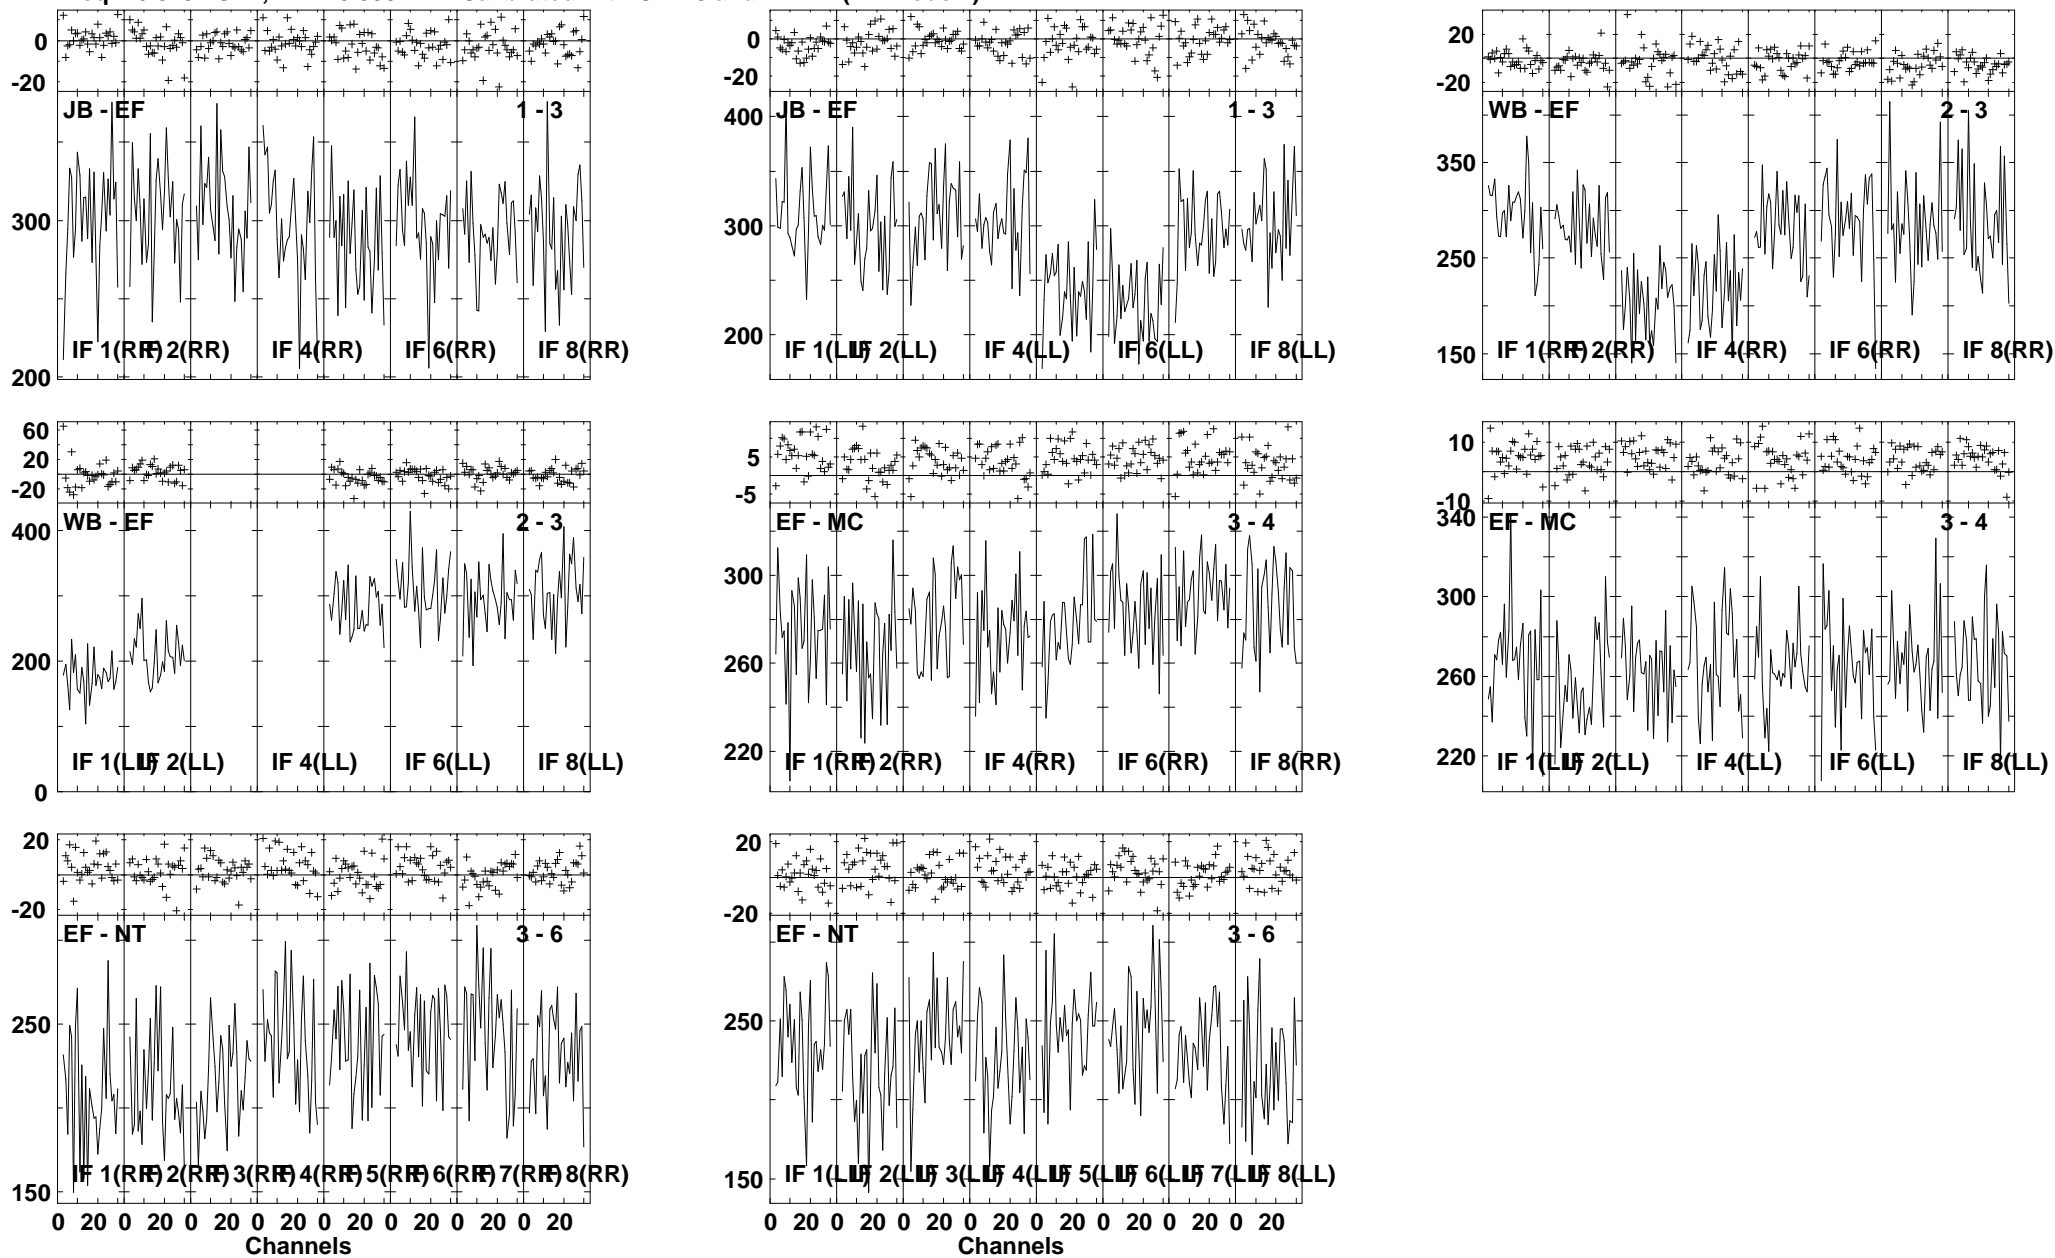 0
-20
JB - EF
1 - 3
300
200
IF 1(RR)
IF 2(RR)
IF 4(RR)
IF 6(RR)
IF 8(RR)
20
0
-20
JB - EF
1 - 3
400
300
200
IF 1(LL)
IF 2(LL)
IF 4(LL)
IF 6(LL)
IF 8(LL)
20
-20
WB - EF
2 - 3
350
250
150
IF 1(RR)
IF 2(RR)
IF 4(RR)
IF 6(RR)
IF 8(RR)
60
20
-20
WB - EF
2 - 3
400
200
0
IF 1(LL)
IF 2(LL)
IF 4(LL)
IF 6(LL)
IF 8(LL)
5
-5
EF - MC
3 - 4
300
260
220
IF 1(RR)
IF 2(RR)
IF 4(RR)
IF 6(RR)
IF 8(RR)
10
-10
EF - MC
3 - 4
340
300
260
220
IF 1(LL)
IF 2(LL)
IF 4(LL)
IF 6(LL)
IF 8(LL)
20
0
-20
EF - NT
3 - 6
250
150
IF 1(RR)
IF 2(RR)
IF 3(RR)
IF 4(RR)
IF 5(RR)
IF 6(RR)
IF 7(RR)
IF 8(RR)
0 20 0 20 0 20 0 20 0 20 0 20 0 20 0 20
Channels
20
0
-20
EF - NT
3 - 6
250
150
IF 1(LL)
IF 2(LL)
IF 3(LL)
IF 4(LL)
IF 5(LL)
IF 6(LL)
IF 7(LL)
IF 8(LL)
0 20 0 20 0 20 0 20 0 20 0 20 0 20 0 20
Channels